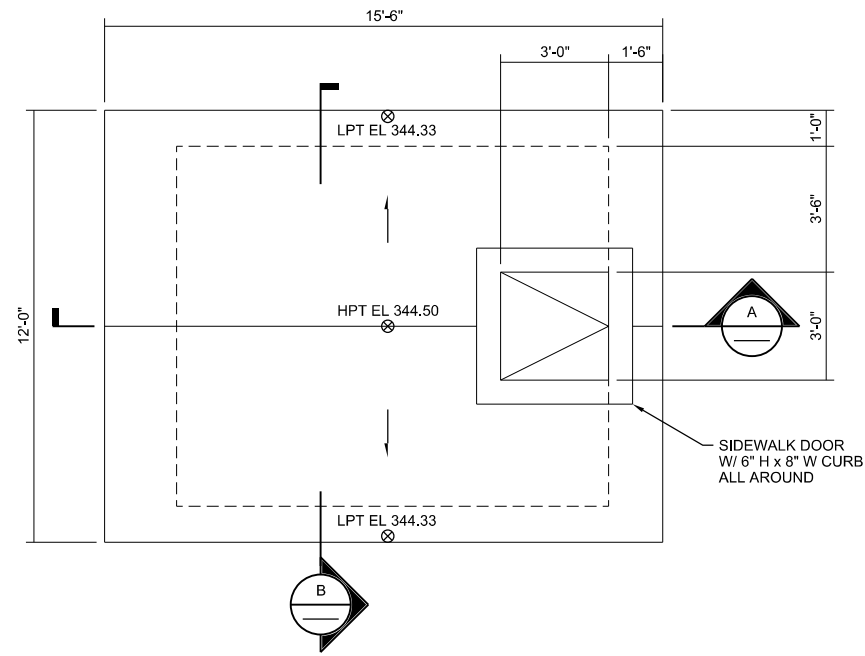 15'-6"
3'-0"
1'-6"
LPT EL 344.33
1'-0"
3'-6"
HPT EL 344.50
12'-0"
A
3'-0"
SIDEWALK DOOR
W/ 6" H x 8" W CURB
ALL AROUND
LPT EL 344.33
B